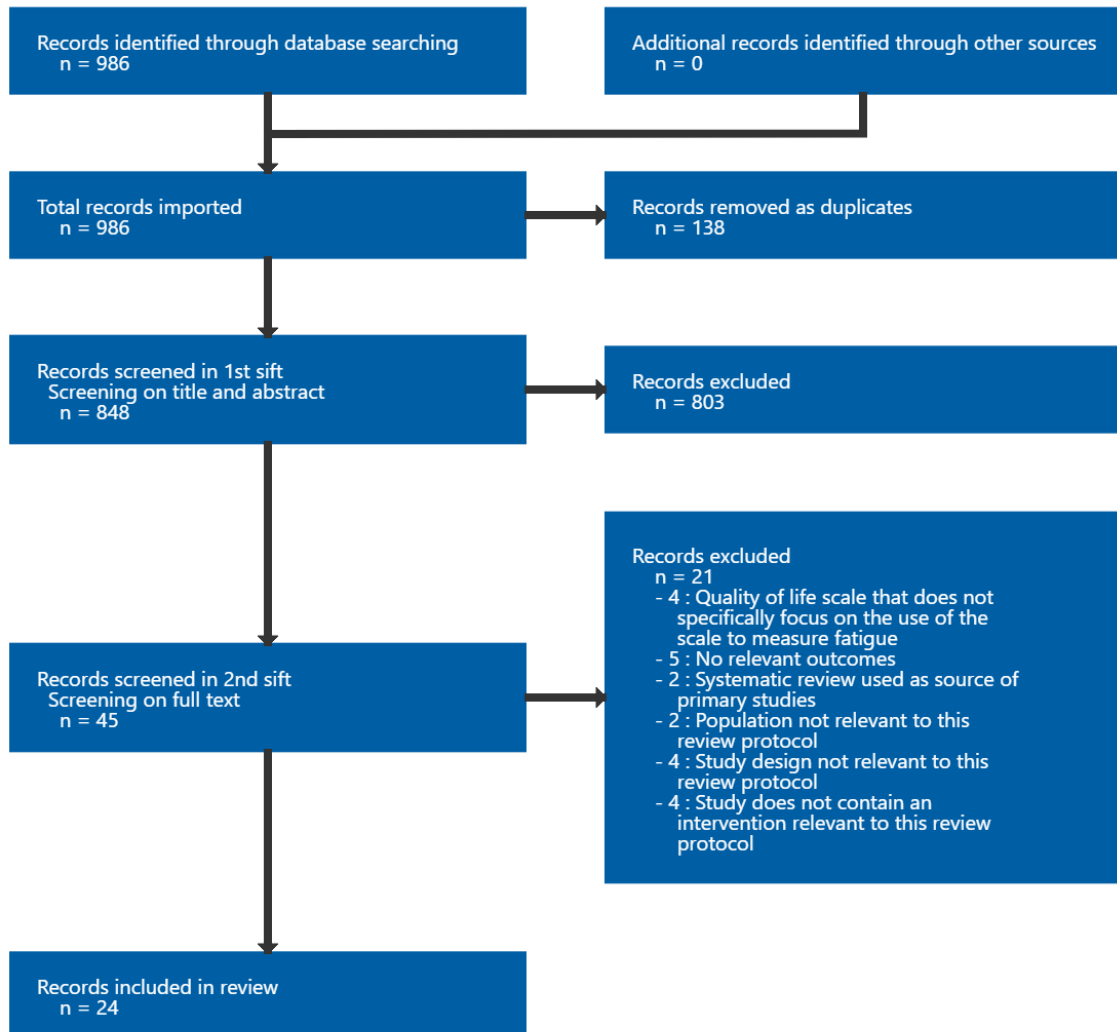 Records identified through database searching
n = 986
Additional records identified through other sources
n = 0
Total records imported
n = 986
Records removed as duplicates
n = 138
Records screened in 1st sift
Screening on title and abstract
n = 848
Records excluded
n = 803
Records screened in 2nd sift
Screening on full text
n = 45
Records excluded
n = 21
- 4 : Quality of life scale that does not
specifically focus on the use of the
scale to measure fatigue
- 5 : No relevant outcomes
- 2 : Systematic review used as source of
primary studies
- 2 : Population not relevant to this
review protocol
- 4 : Study design not relevant to this
review protocol
- 4 : Study does not contain an
intervention relevant to this review
protocol
Records included in review
n = 24